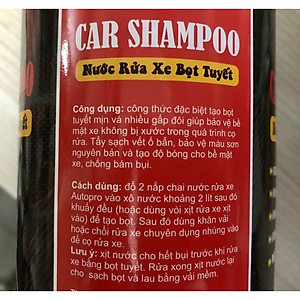 CAR SHAMPOO
Nước Rửa Xe Bọt Tuyết
Công dụng: công thức đặc biệt tạo bọt
tuyết mịn và nhiều gấp đôi giúp bảo vệ bề
mặt xe không bị xước trong quá trình cọ
rửa. Tẩy sạch vết ố bẩn, bảo vệ màu sơn
nguyên bản và tạo độ bóng cho bề mặt
xe, chống bám bụi.
Cách dùng: đổ 2 nắp chai nước rửa xe
Autopro vào xô nước khoảng 2 lít sau đó
khuấy đều (hoặc dùng vòi xịt rửa xe xịt
vào) để tạo bọt. Sau đó dùng khăn vải
hoặc chổi rửa xe chuyên dụng nhúng vào
để cọ rửa xe.
Lưu ý: xịt nước cho hết bụi trước khi rửa
xe bằng bọt tuyết. Rửa xong xịt nước lại
cho sạch bọt và lau bằng vải mềm.